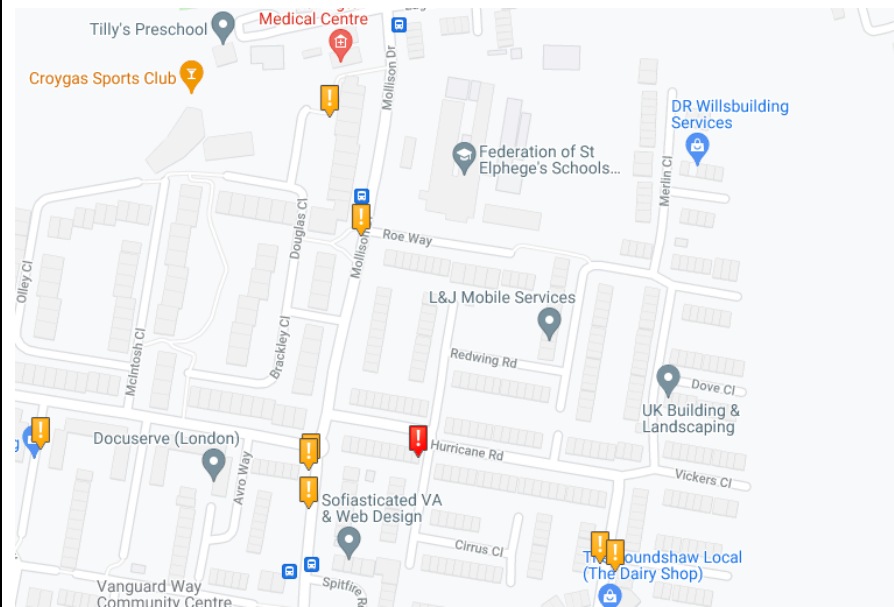 Tilly's Preschool
Medical Centre
Croygas Sports Club
Mollison Dr
DR Willsbuilding
Services
Federation of St
Elphege's Schools...
Merlin Cl
Douglas Cl
Roe Way
Mollison
Olley Cl
L&J Mobile Services
McIntosh Cl
Brackley Cl
Redwing Rd
Dove Cl
UK Building &
Landscaping
Docuserve (London)
Hurricane Rd
Avro Way
Vickers Cl
Sofiasticated VA
& Web Design
Cirrus Cl
oundshaw Local
(The Dairy Shop)
Spitfire
Vanguard Way
Community Centre